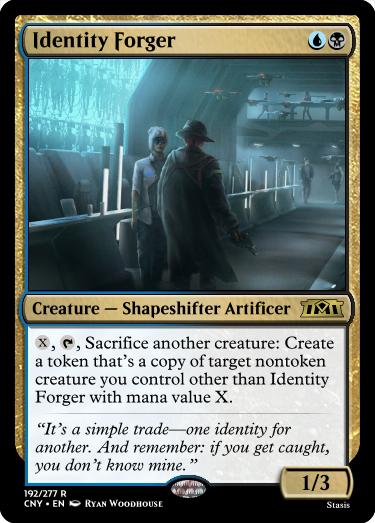 Identity Forger
Creature — Shapeshifter Artificer
X, T, Sacrifice another creature: Create
a token that's a copy of target nontoken
creature you control other than Identity
Forger with mana value X.
"It's a simple trade—one identity for
another. And remember: if you get caught,
you don't know mine."
1/3
192/277 R
CNY • EN RYAN WOODHOUSE
Stasis